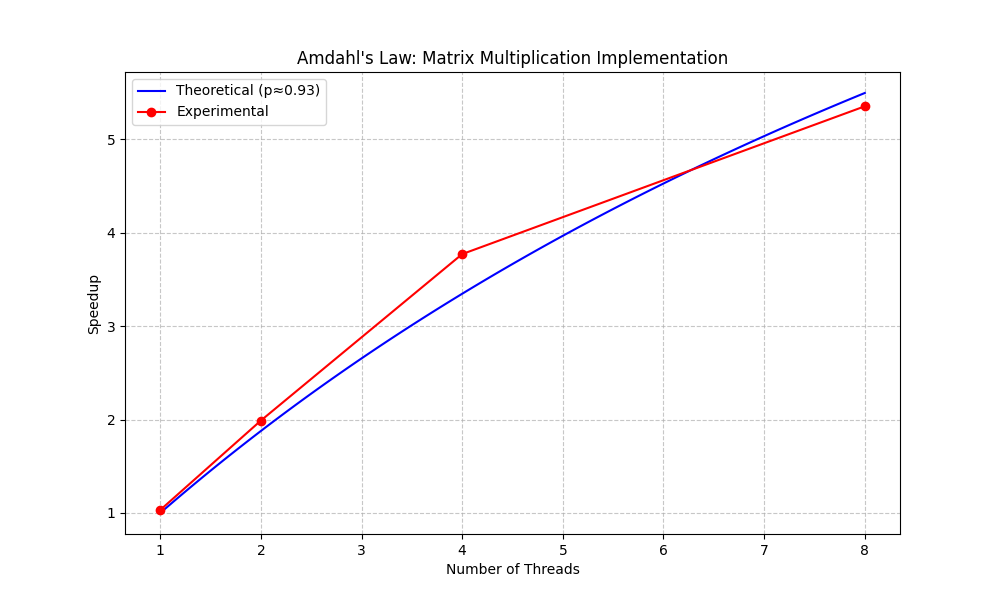 Amdahl's Law: Matrix Multiplication Implementation
Theoretical (p≈0.93)
Experimental
Speedup
5
4
3
2
1
1 2 3 4 5 6 7 8
Number of Threads